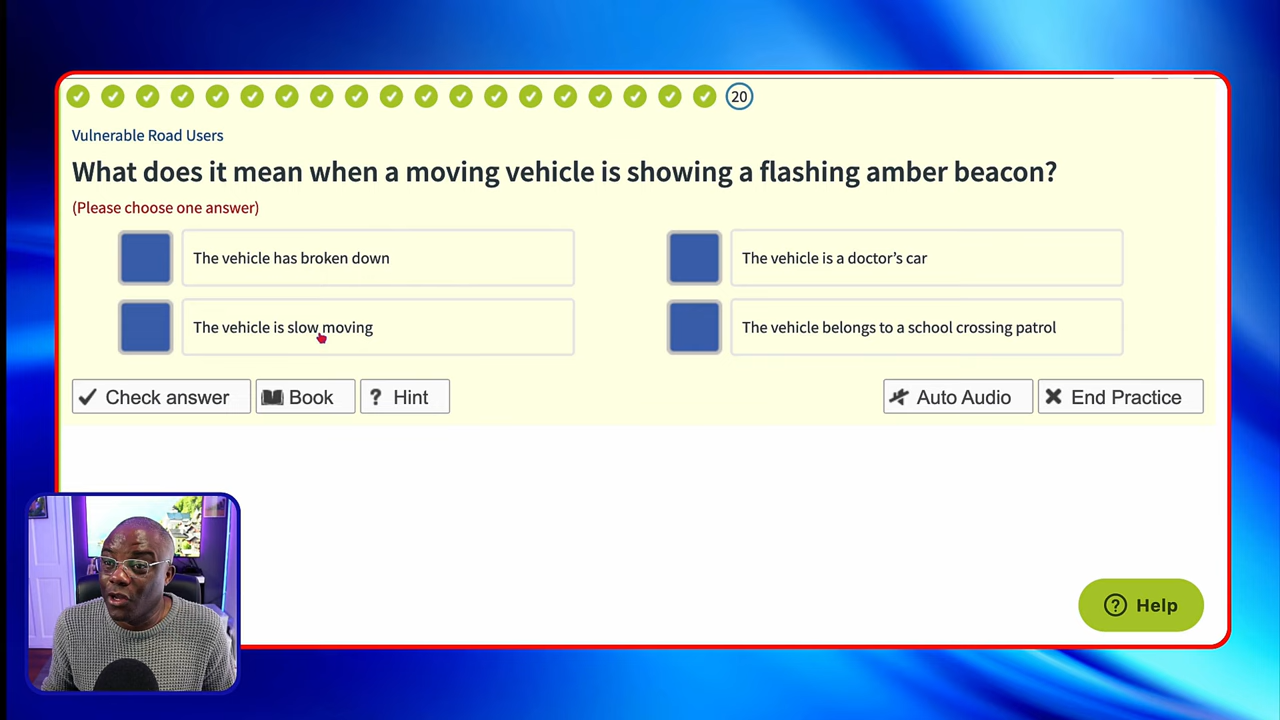 20
Vulnerable Road Users
What does it mean when a moving vehicle is showing a flashing amber beacon?
(Please choose one answer)
The vehicle has broken down
The vehicle is a doctor's car
The vehicle is slow moving
The vehicle belongs to a school crossing patrol
Check answer
Book
? Hint
Auto Audio
End Practice
? Help